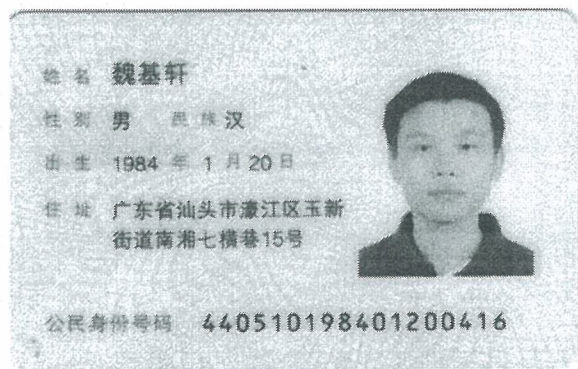 姓名 魏基轩
性别 男 民族 汉
出生 1984 年 1 月 20 日
住址 广东省汕头市濠江区玉新
街道南湘七横巷15号
公民身份号码 440510198401200416